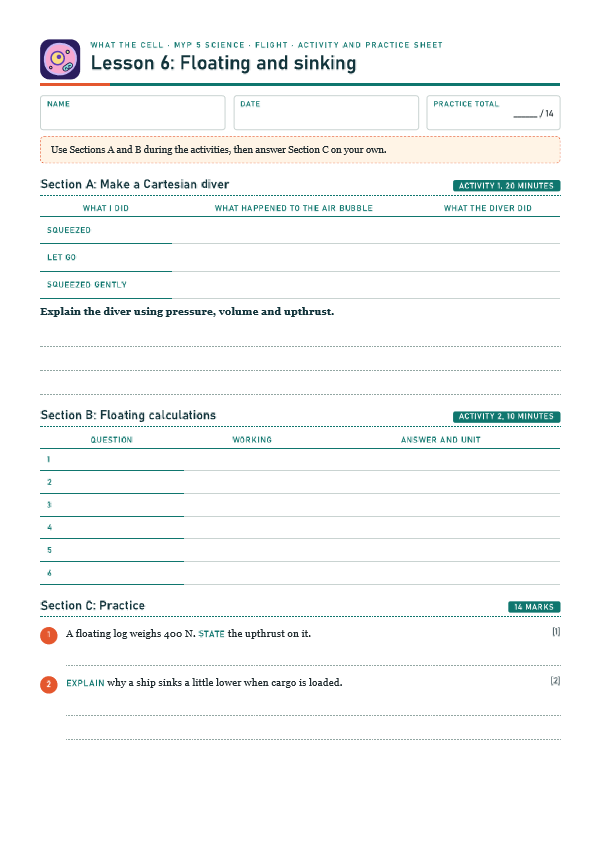 WHAT THE CELL · MYP 5 SCIENCE · FLIGHT · ACTIVITY AND PRACTICE SHEET
Lesson 6: Floating and sinking
NAME
DATE
PRACTICE TOTAL
_____ / 14
Use Sections A and B during the activities, then answer Section C on your own.
Section A: Make a Cartesian diver
ACTIVITY 1, 20 MINUTES
WHAT I DID WHAT HAPPENED TO THE AIR BUBBLE WHAT THE DIVER DID
SQUEEZED
LET GO
SQUEEZED GENTLY
Explain the diver using pressure, volume and upthrust.
Section B: Floating calculations
ACTIVITY 2, 10 MINUTES
QUESTION WORKING ANSWER AND UNIT
1
2
3
4
5
6
Section C: Practice
14 MARKS
1 A floating log weighs 400 N. STATE the upthrust on it. [1]
2 EXPLAIN why a ship sinks a little lower when cargo is loaded. [2]